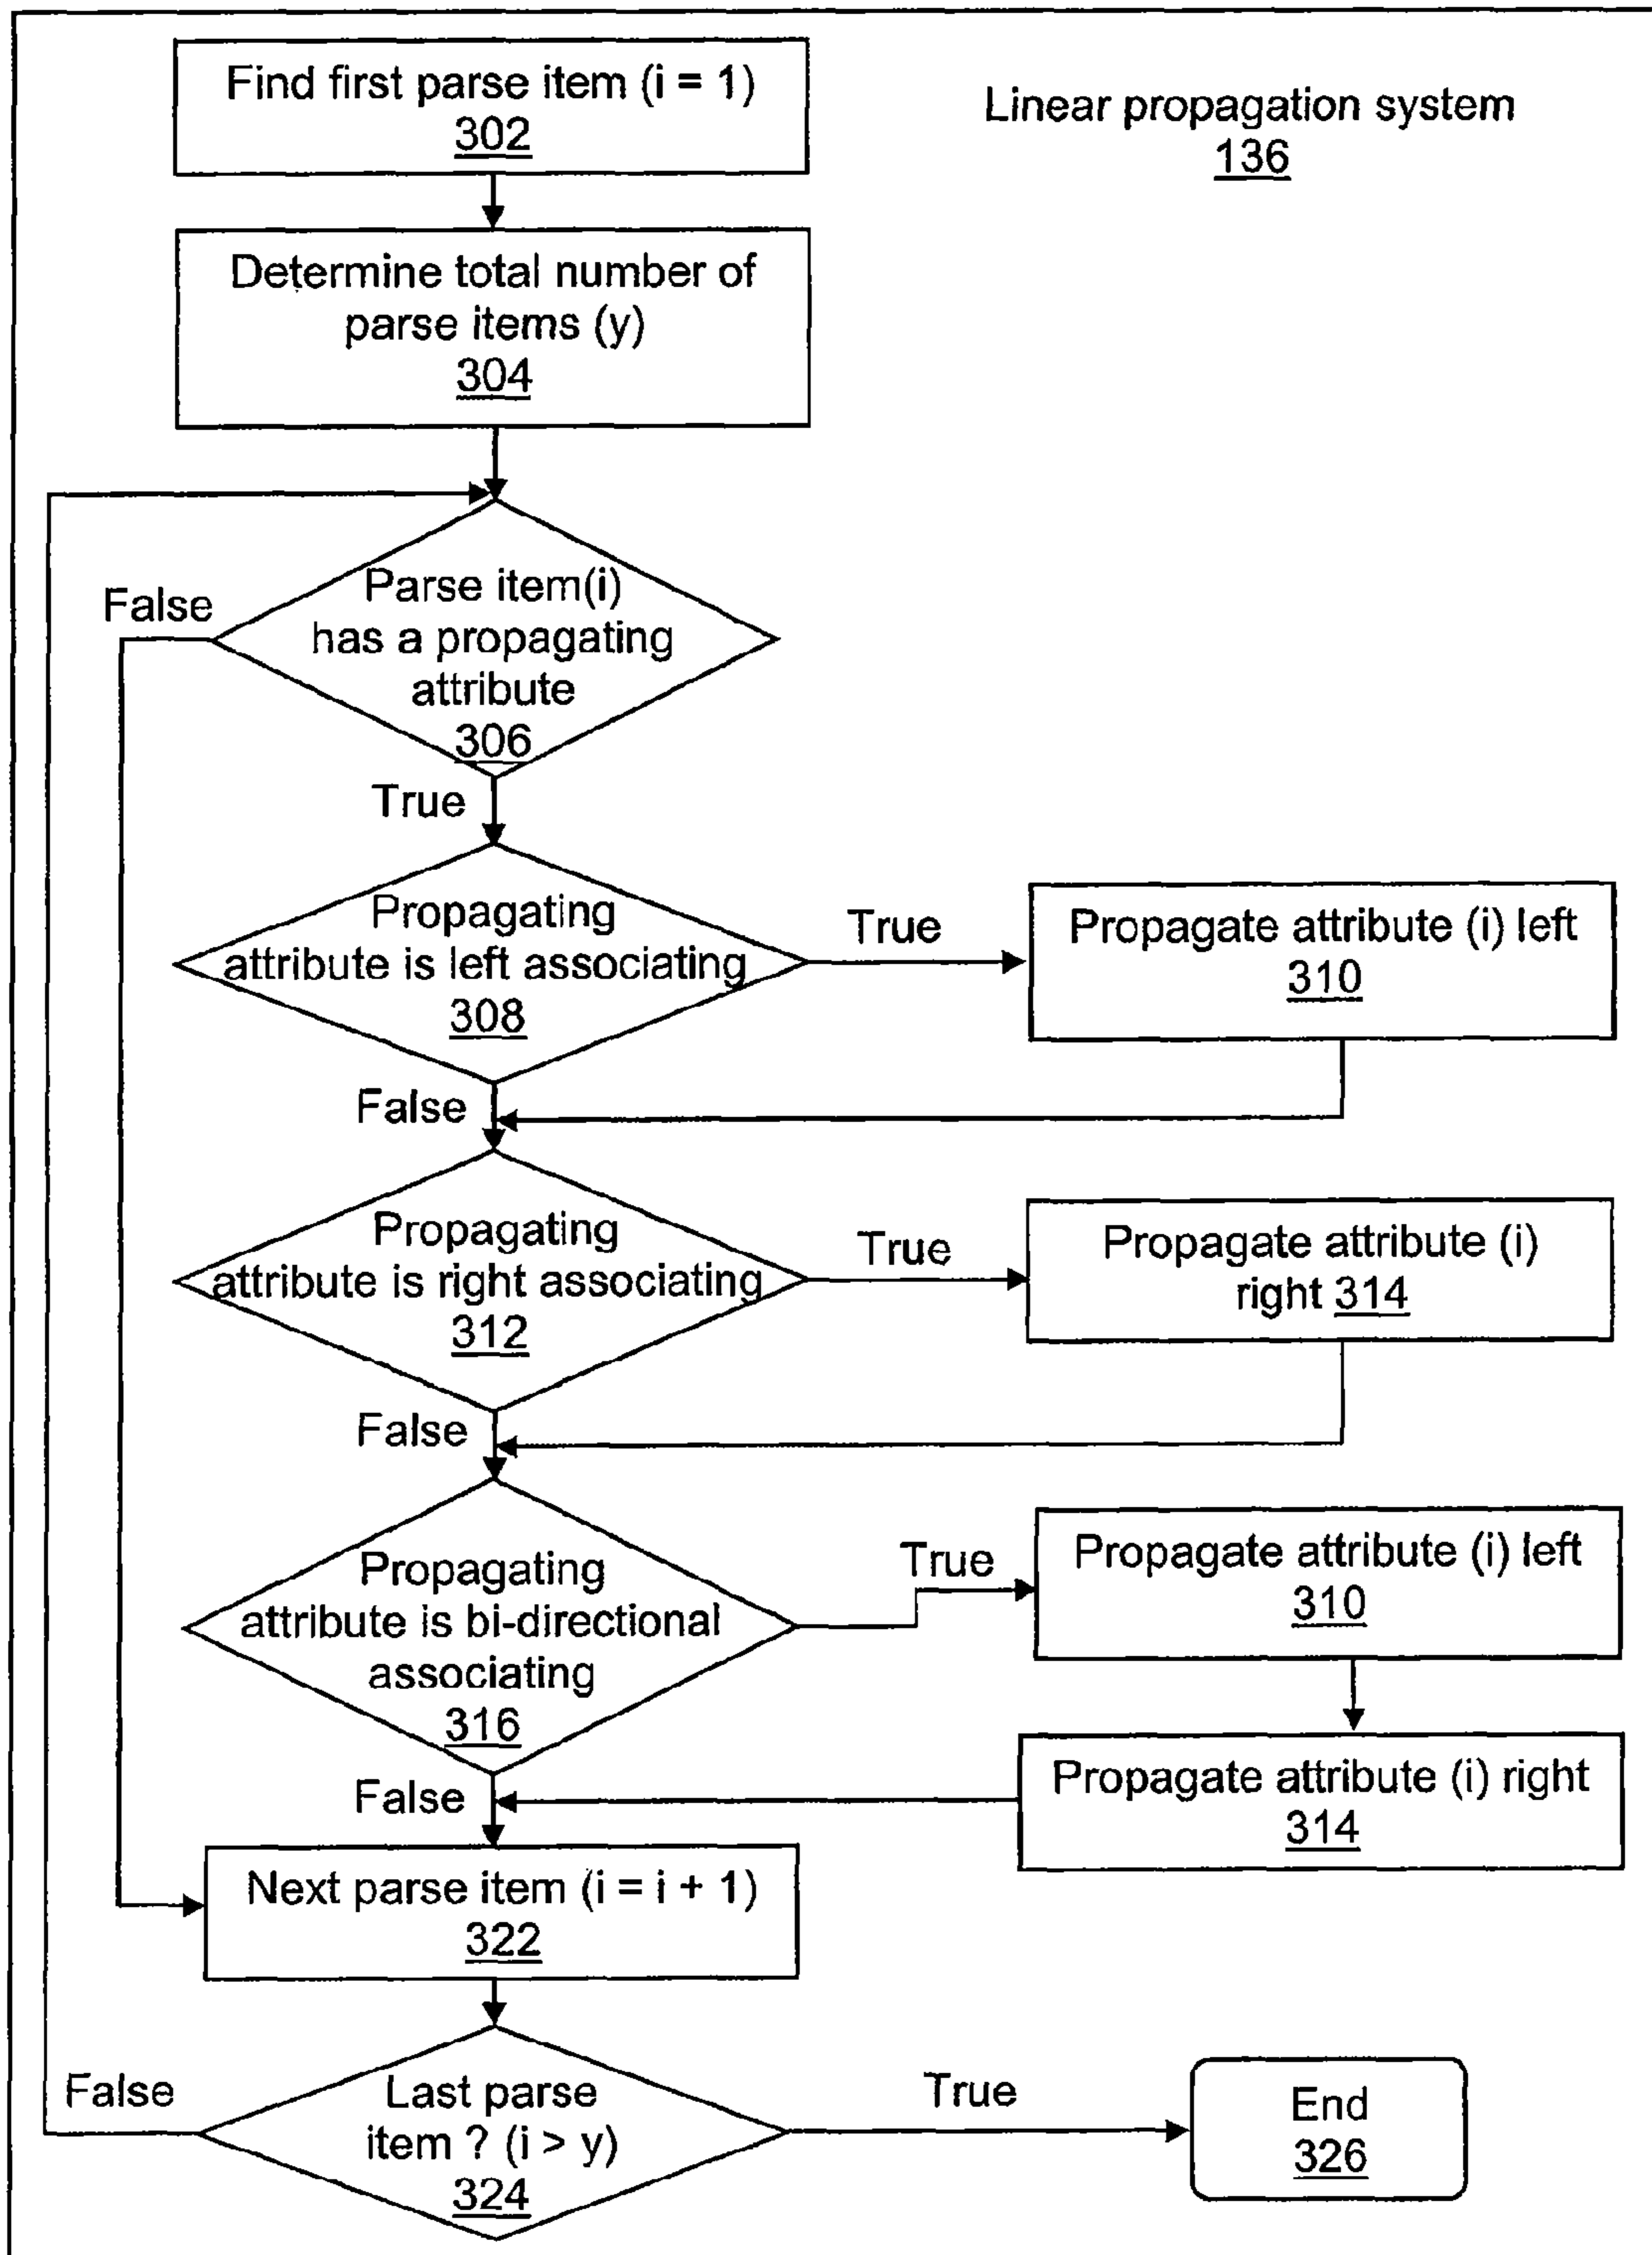 Find first parse item (i = 1)
302
Linear propagation system
136
Determine total number of
parse items (y)
304
Parse item(i)
has a propagating
attribute
306
False
True
Propagating
attribute is left associating
308
True
Propagate attribute (i) left
310
False
Propagating
attribute is right associating
312
True
Propagate attribute (i)
right 314
False
Propagating
attribute is bi-directional
associating
316
True
Propagate attribute (i) left
310
Propagate attribute (i) right
314
False
Next parse item (i = i + 1)
322
False
Last parse
item ? (i > y)
324
True
End
326